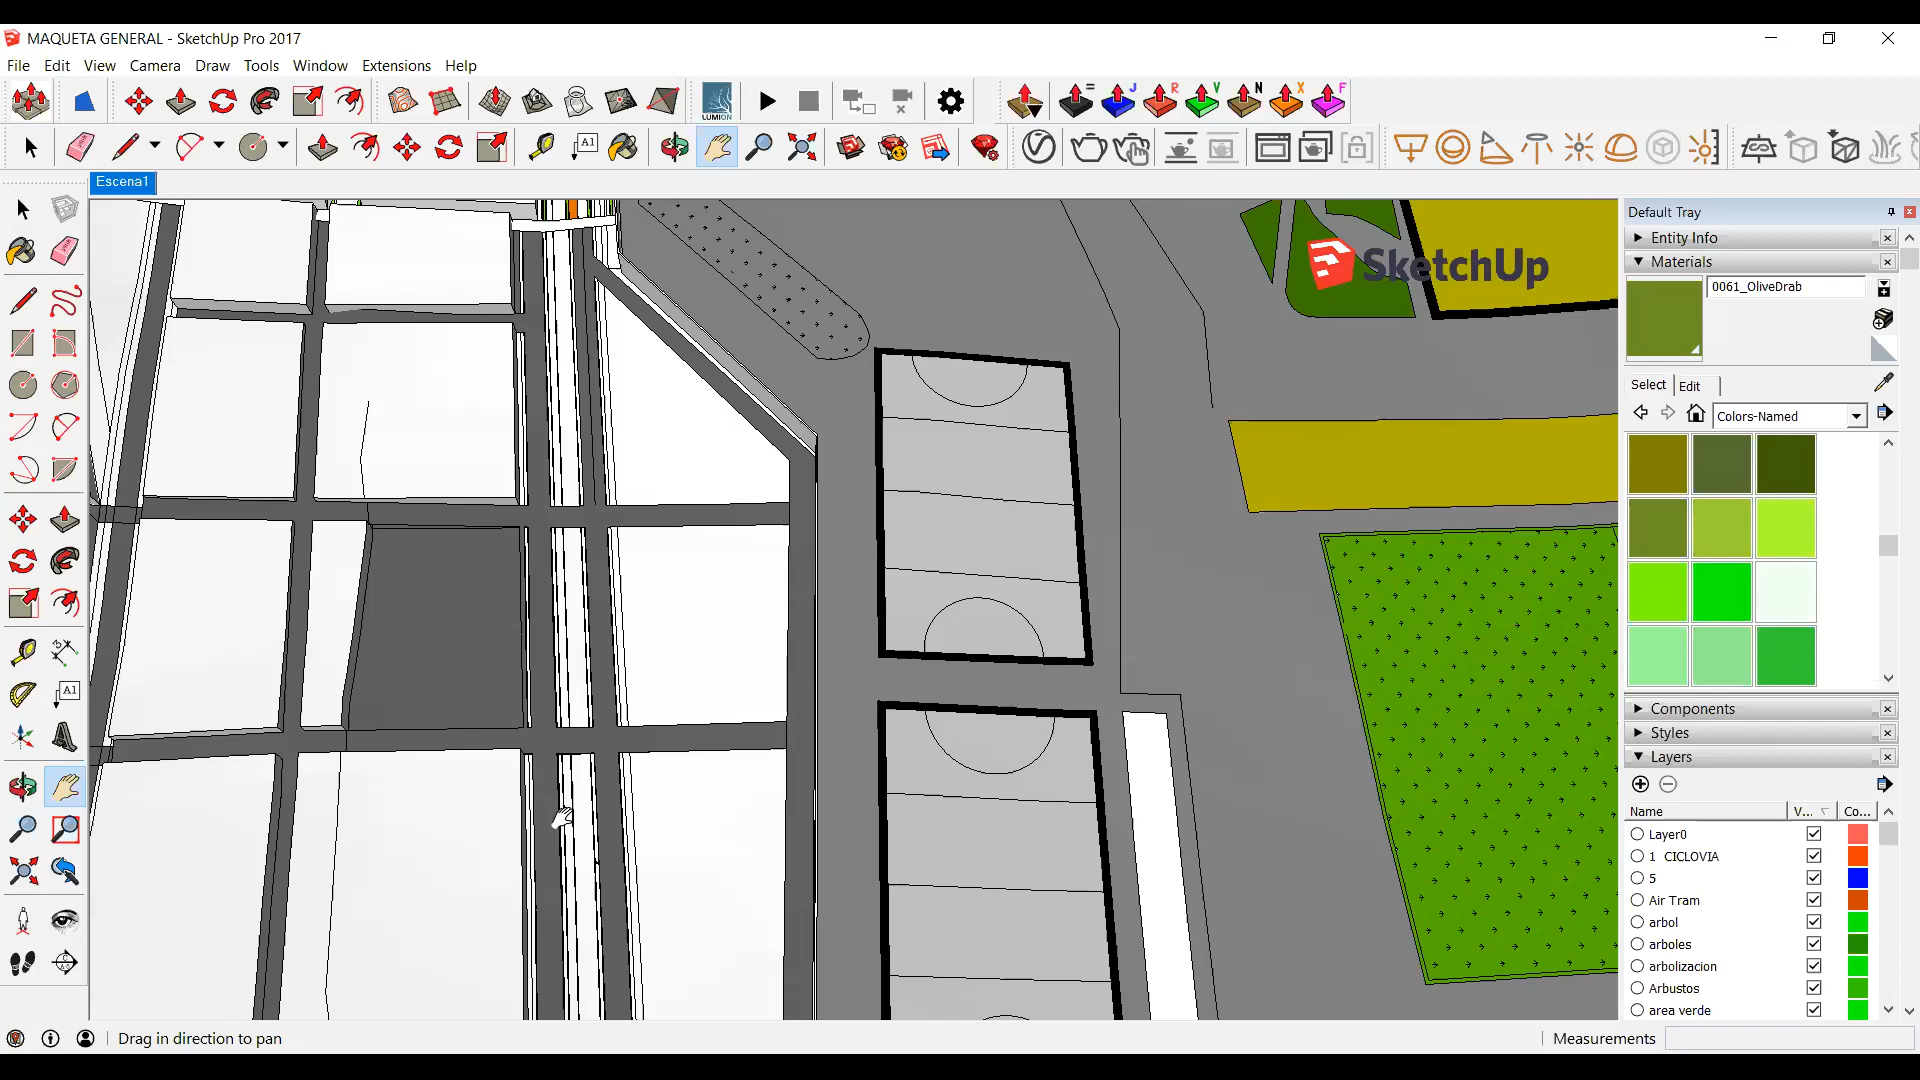 MAQUETA GENERAL - SketchUp Pro 2017
File Edit View Camera Draw Tools Window Extensions Help
LUMION
= J R V N X F
A1
Escena1
SketchUp
A1
Default Tray
Entity Info
Materials
0061_OliveDrab
Select Edit
Colors-Named
Components
Styles
Layers
Name V... Co...
Layer0
1 CICLOVIA
5
Air Tram
arbol
arboles
arbolizacion
Arbustos
area verde
Drag in direction to pan
Measurements